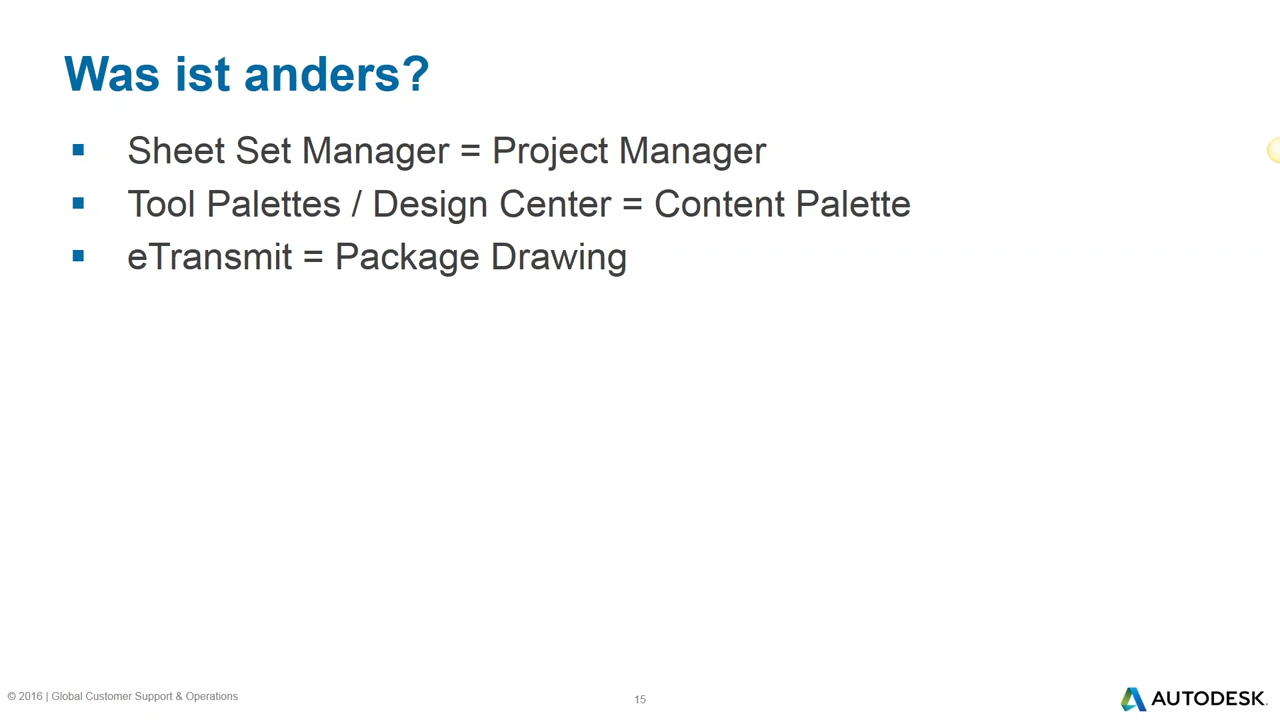 Was ist anders?
▪ Sheet Set Manager = Project Manager
▪ Tool Palettes / Design Center = Content Palette
▪ eTransmit = Package Drawing
© 2016 | Global Customer Support & Operations
15
AUTODESK.